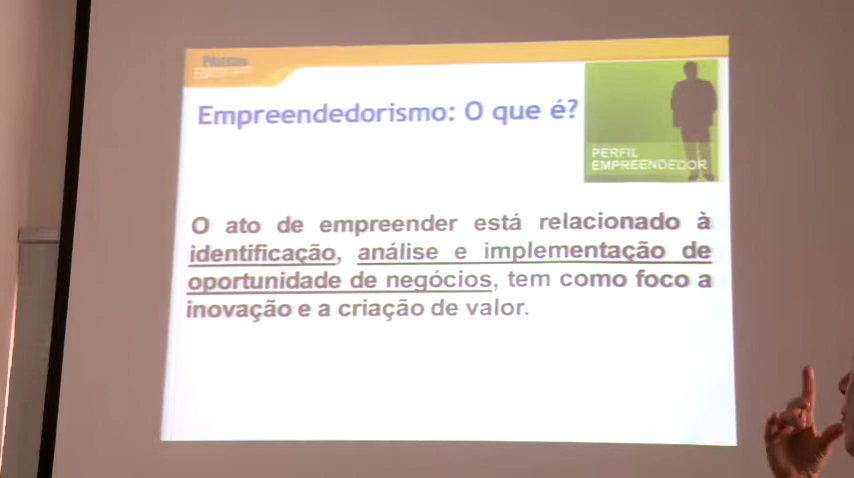 Empreendedorismo: O que é?
PERFIL
EMPREENDEDOR
O ato de empreender está relacionado à
identificação, análise e implementação de
oportunidade de negócios, tem como foco a
inovação e a criação de valor.